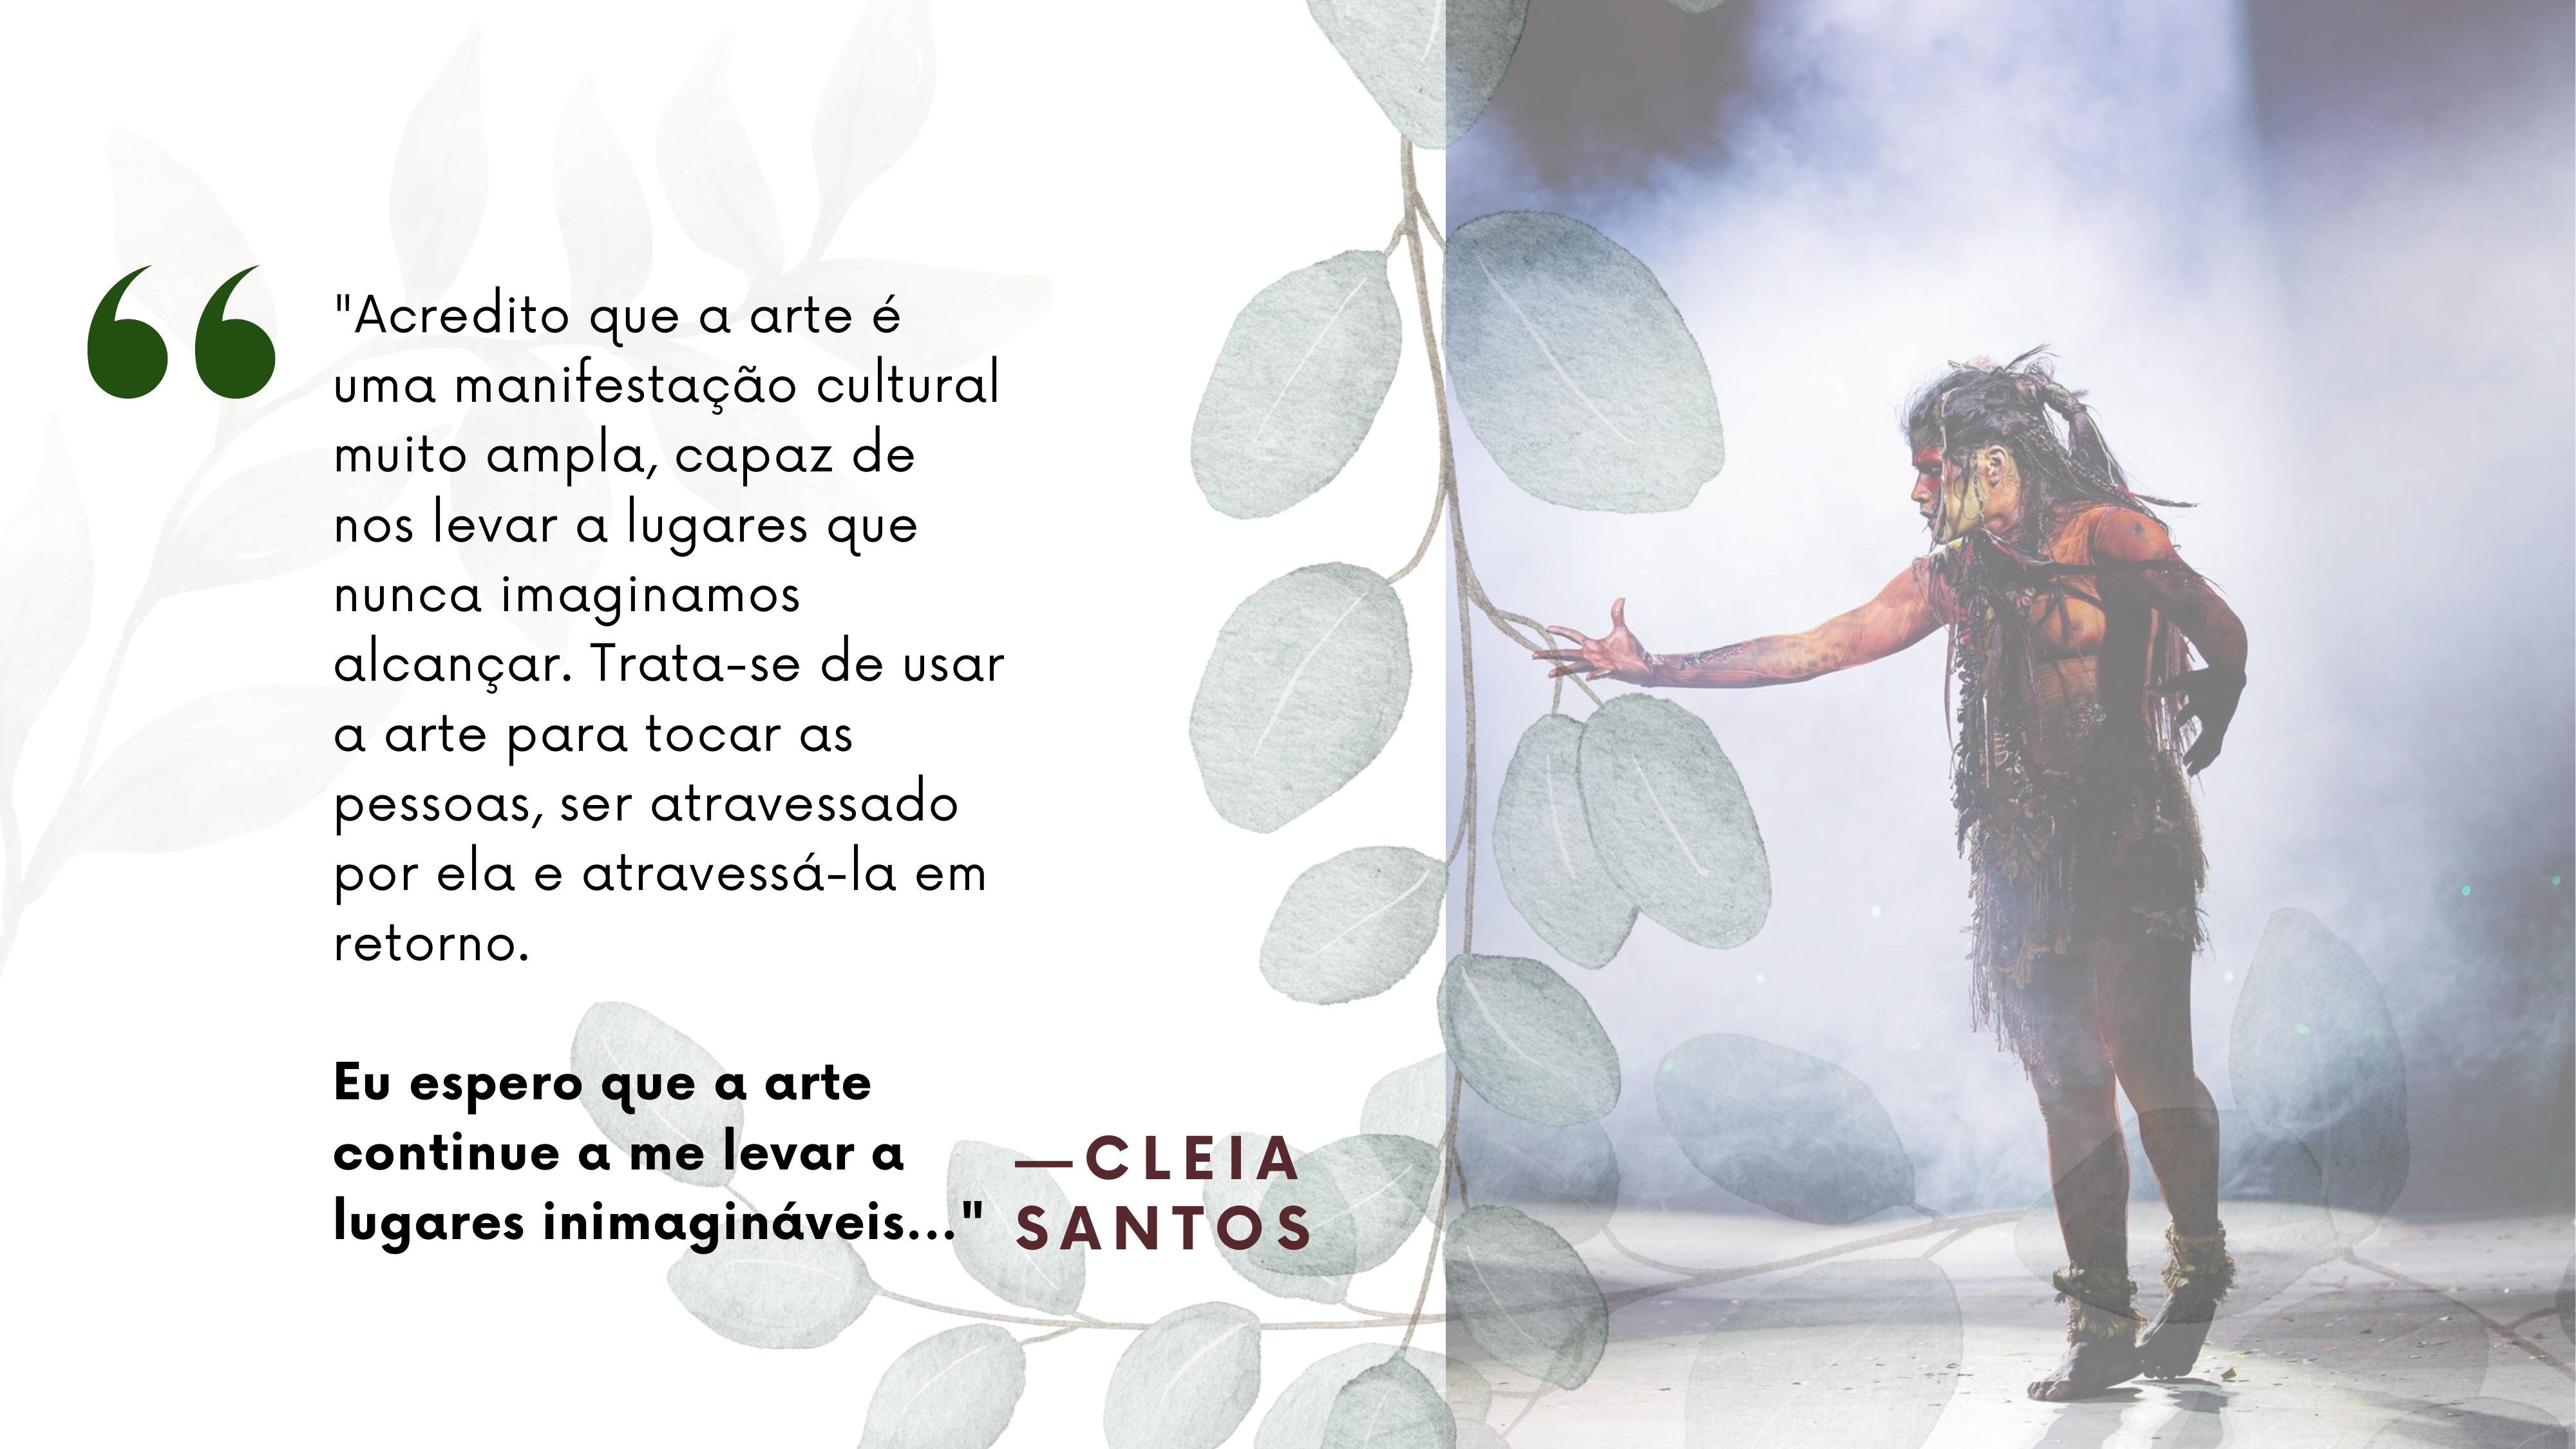 "Acredito que a arte é
uma manifestação cultural
muito ampla, capaz de
nos levar a lugares que
nunca imaginamos
alcançar. Trata-se de usar
a arte para tocar as
pessoas, ser atravessado
por ela e atravessá-la em
retorno.
Eu espero que a arte
continue a me levar a
lugares inimagináveis..."
—CLEIA
SANTOS